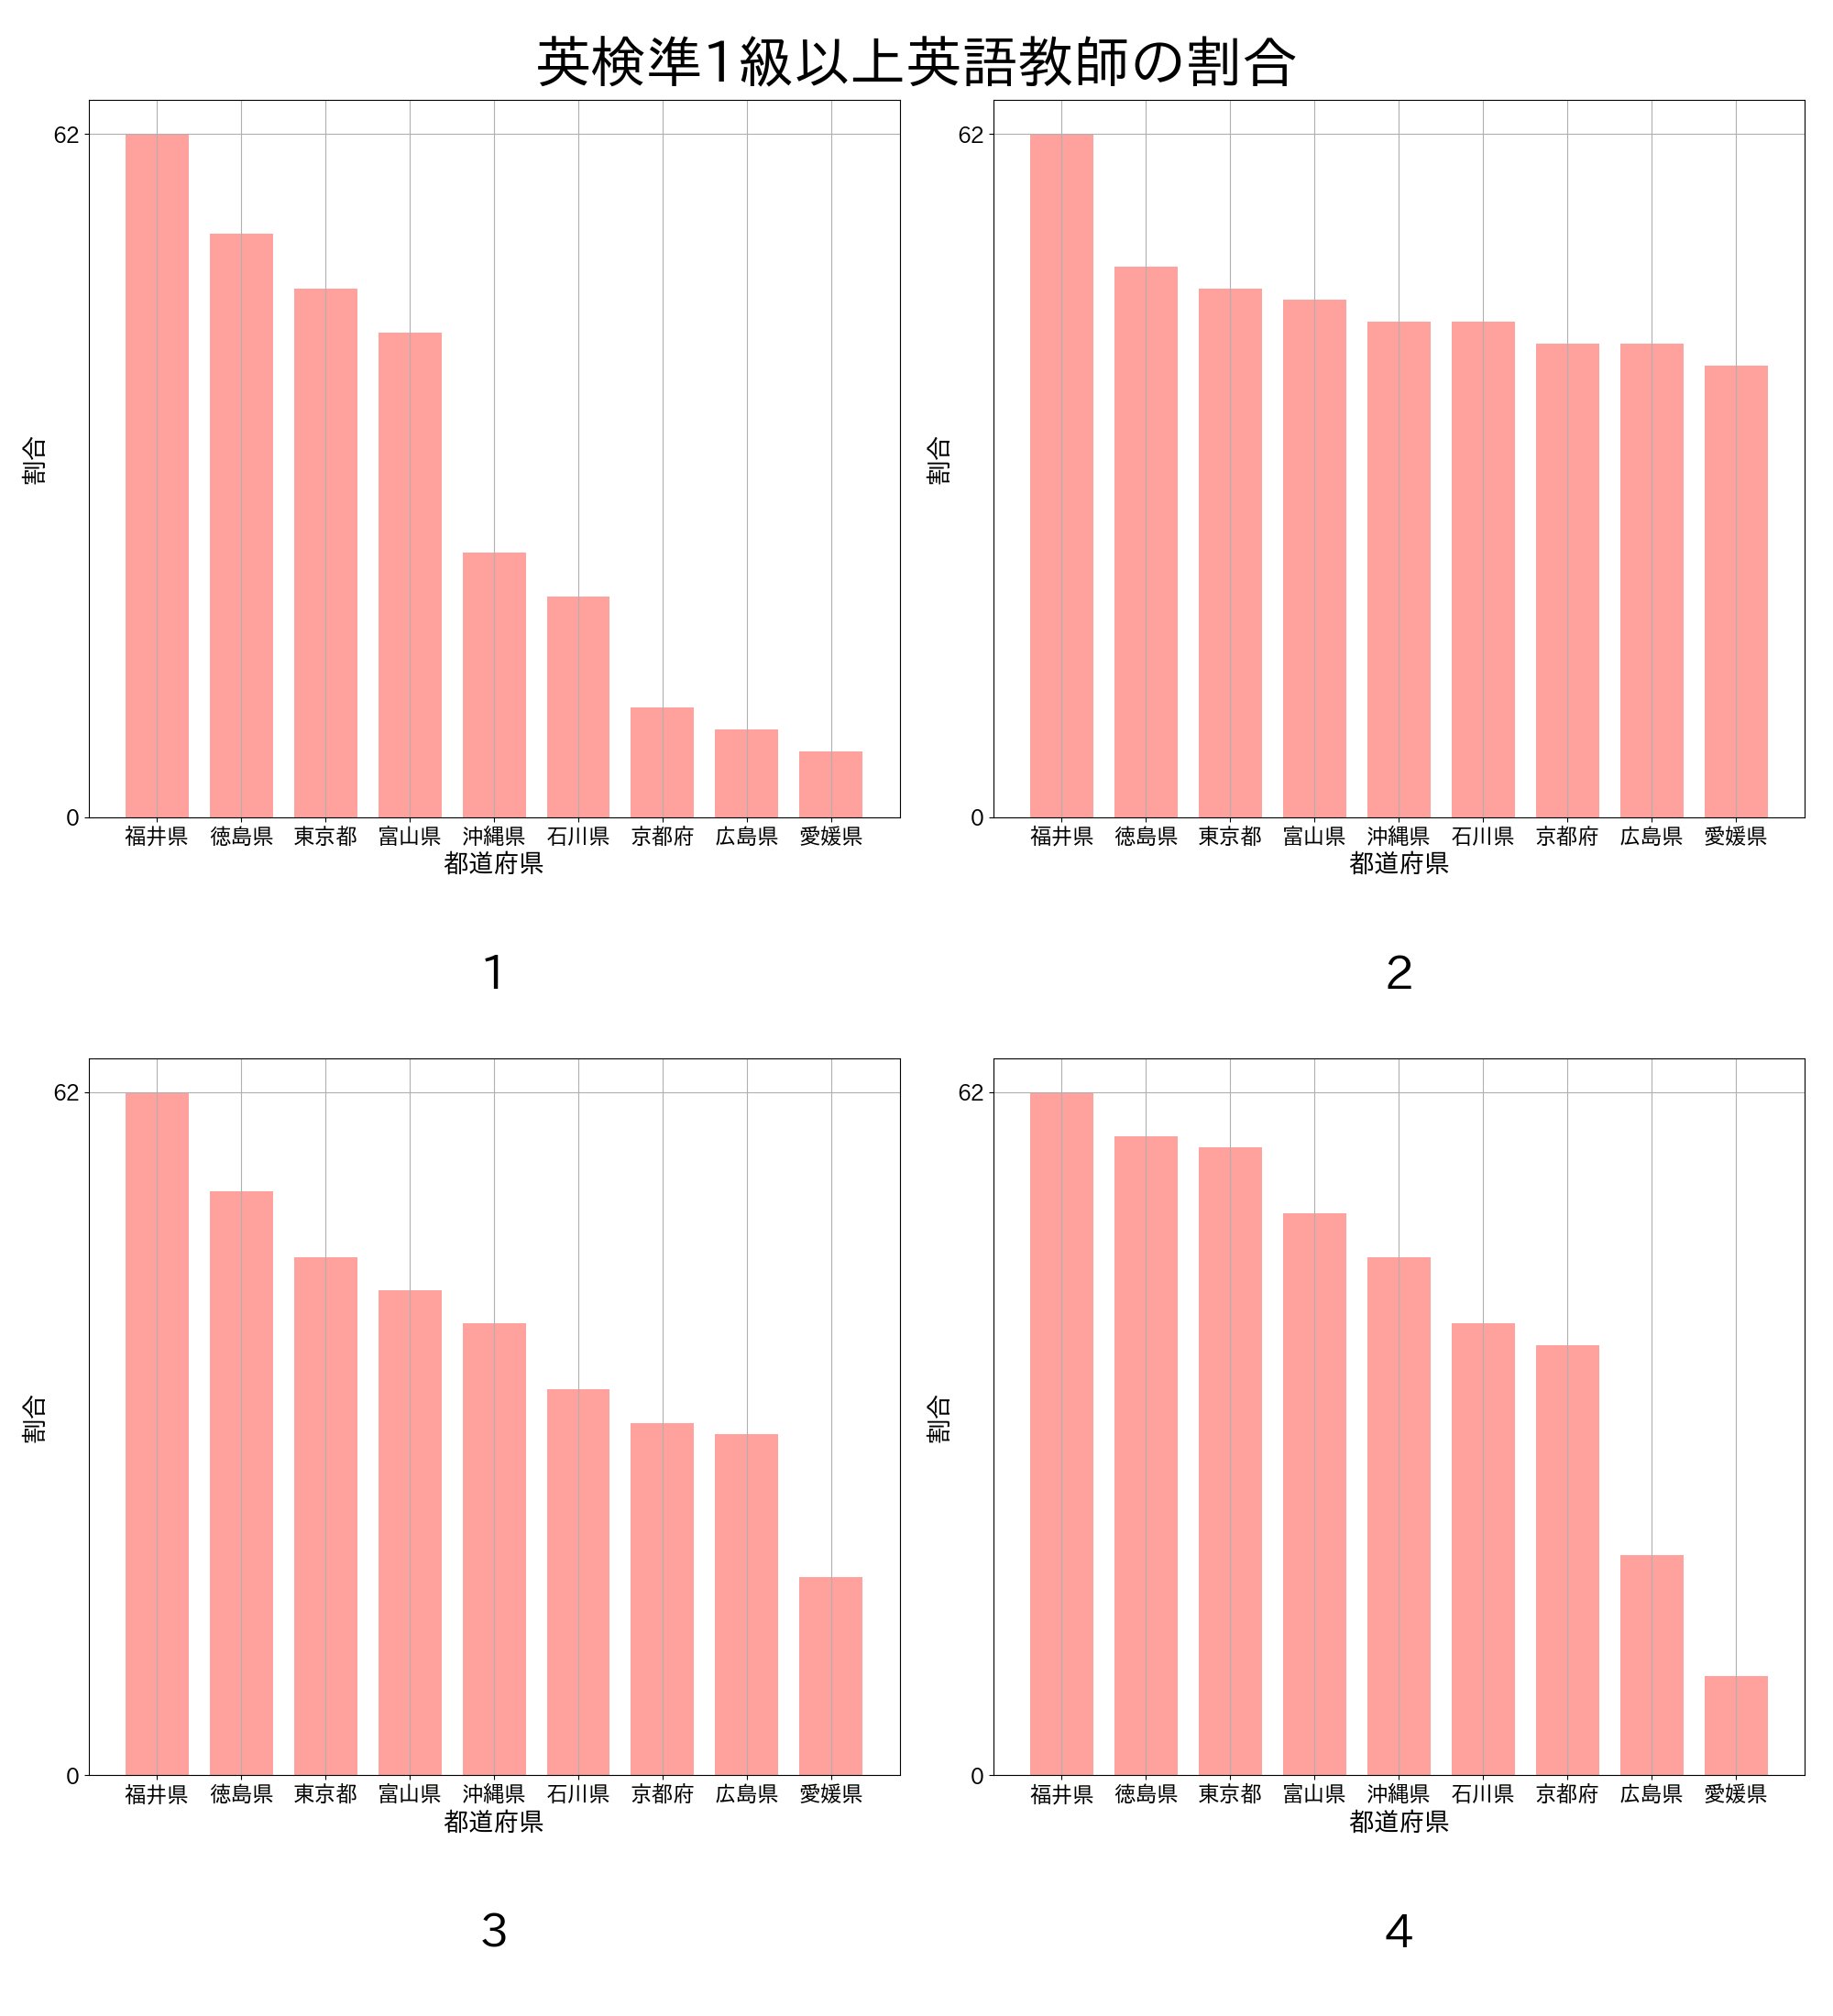 英検準1級以上英語教師の割合
62
0
割合
福井県 徳島県 東京都 富山県 沖縄県 石川県 京都府 広島県 愛媛県
都道府県
1
62
0
割合
福井県 徳島県 東京都 富山県 沖縄県 石川県 京都府 広島県 愛媛県
都道府県
2
62
0
割合
福井県 徳島県 東京都 富山県 沖縄県 石川県 京都府 広島県 愛媛県
都道府県
3
62
0
割合
福井県 徳島県 東京都 富山県 沖縄県 石川県 京都府 広島県 愛媛県
都道府県
4